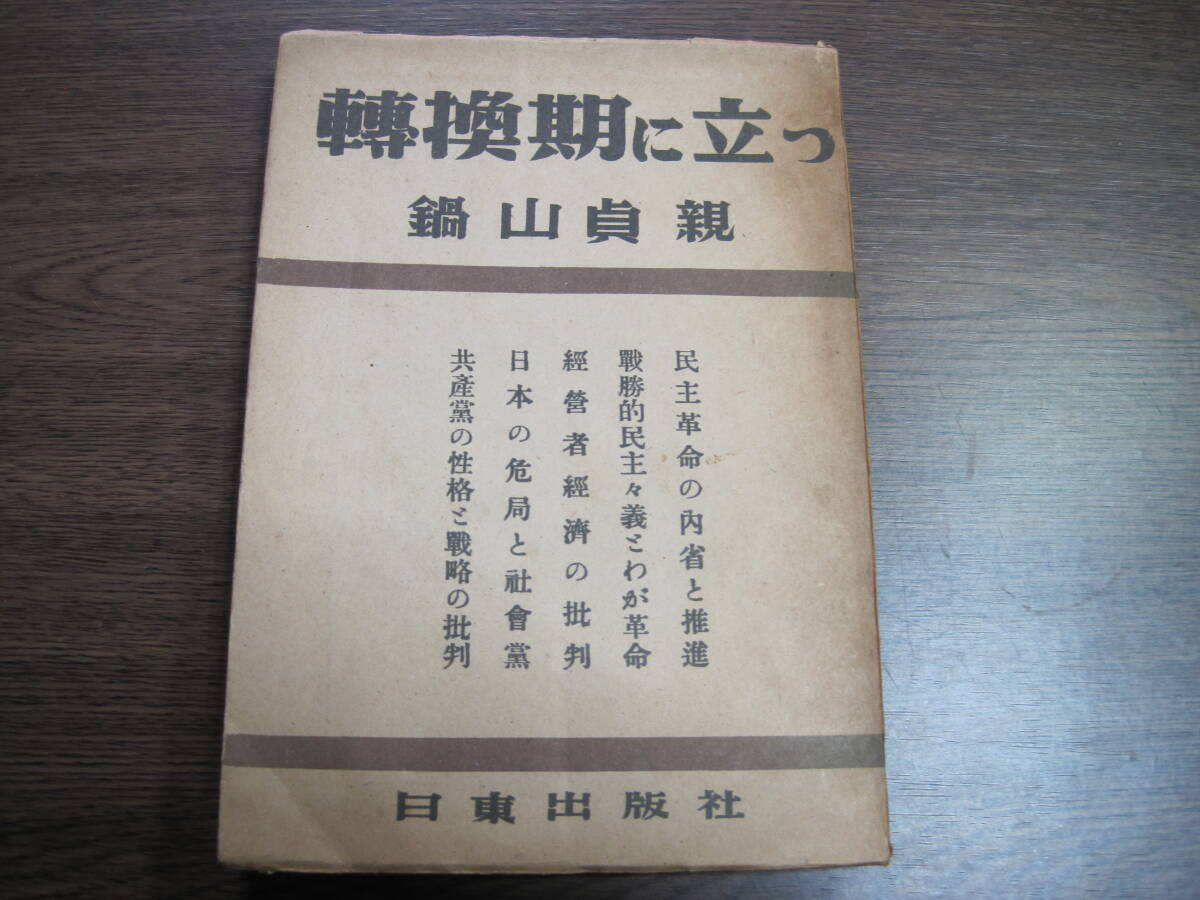 轉換期に立つ
鍋山貞親
民主革命の內省と推進
戰勝的民主々義とわが革命
經營者經濟の批判
日本の危局と社會黨
共產黨の性格と戰略の批判
日東出版社